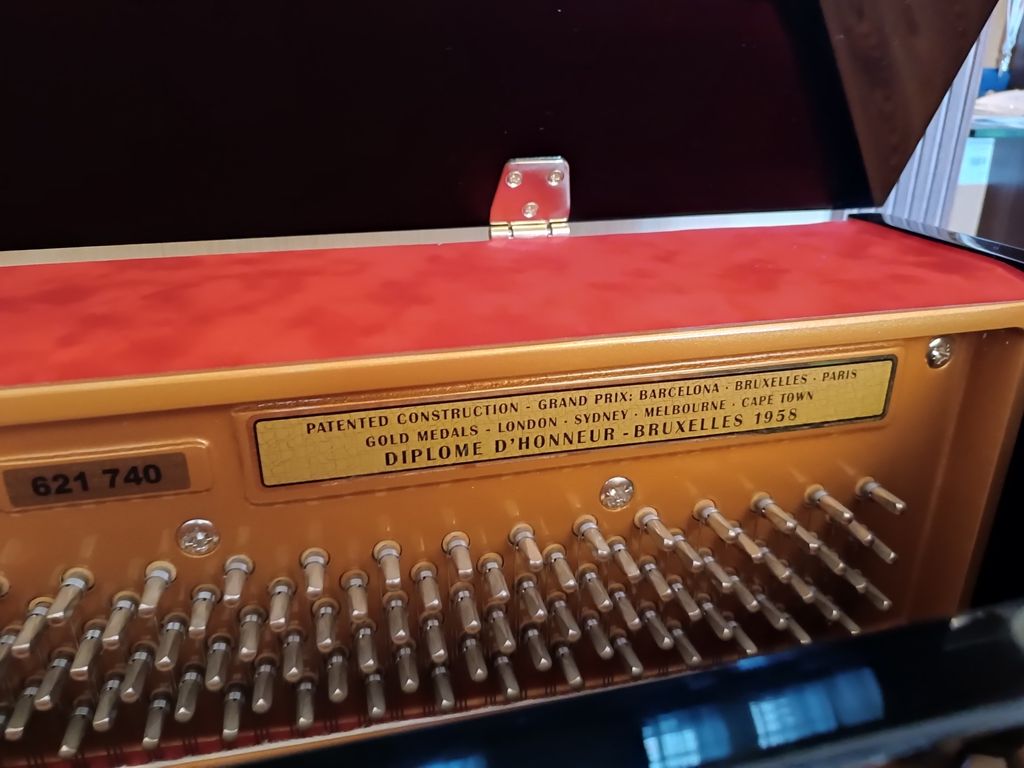 PATENTED CONSTRUCTION - GRAND PRIX: BARCELONA · BRUXELLES · PARIS
GOLD MEDALS - LONDON · SYDNEY · MELBOURNE · CAPE TOWN
DIPLOME D'HONNEUR - BRUXELLES 1958
621 740